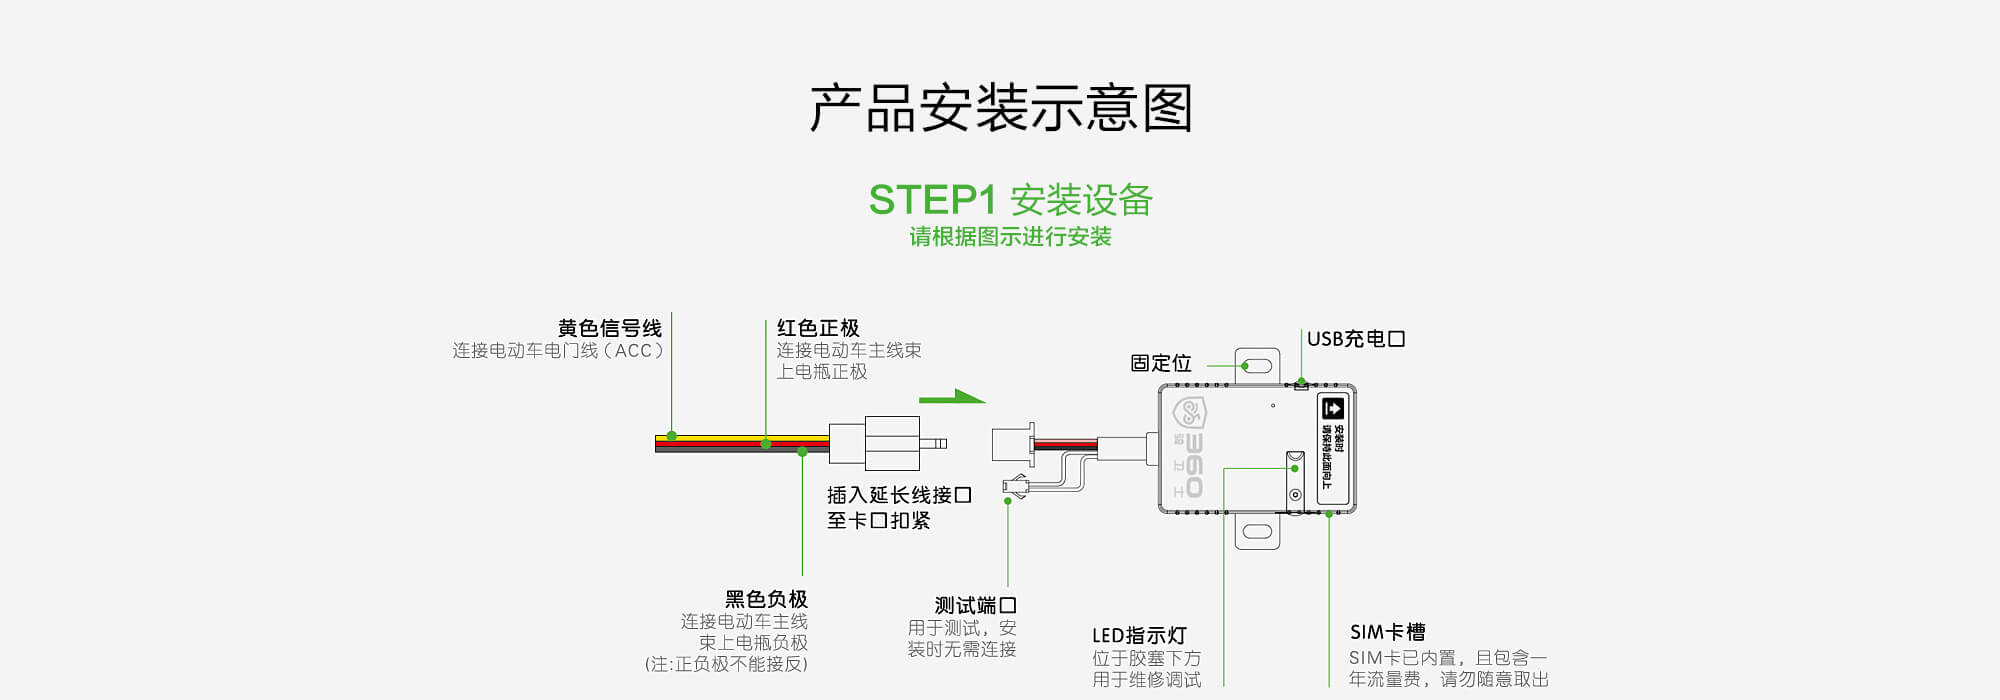 产品安装示意图
STEP1 安装设备
请根据图示进行安装
黄色信号线
连接电动车电门线（ACC）
红色正极
连接电动车主线束
上电瓶正极
固定位
USB充电口
安装时
请保持此面向上
360
插入延长线接口
至卡口扣紧
黑色负极
连接电动车主线
束上电瓶负极
(注:正负极不能接反)
测试端口
用于测试，安
装时无需连接
LED指示灯
位于胶塞下方
用于维修调试
SIM卡槽
SIM卡已内置，且包含一
年流量费，请勿随意取出